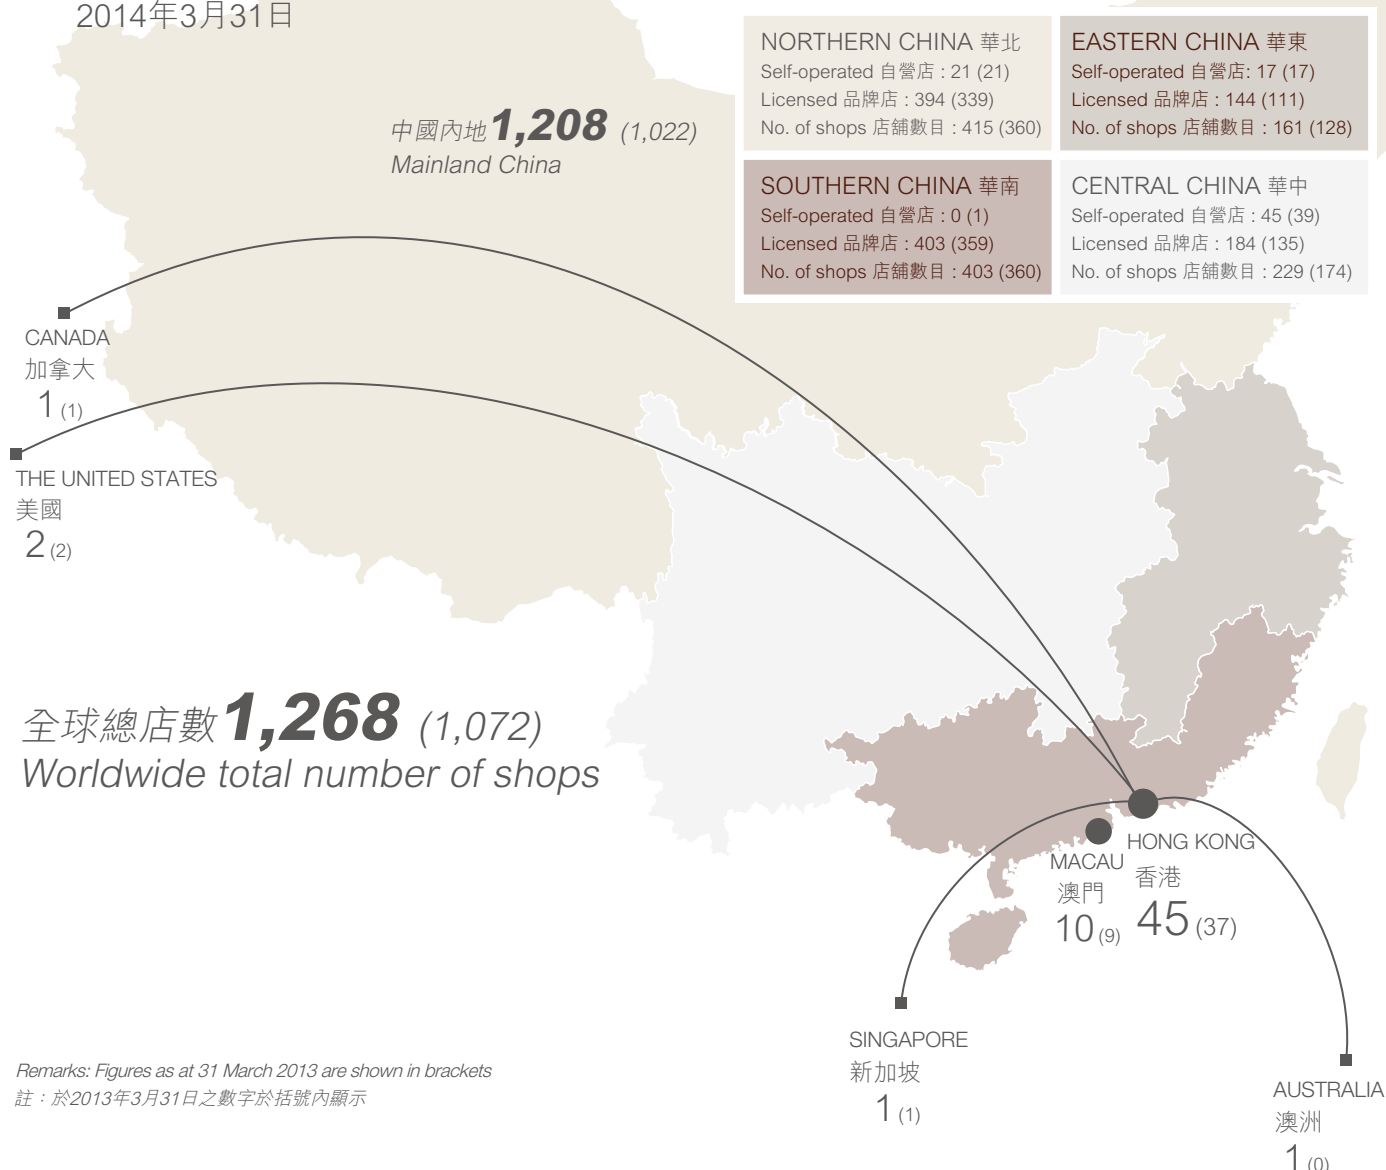 2014年3月31日
中國內地 1,208 (1,022)
Mainland China
NORTHERN CHINA 華北
Self-operated 自營店 : 21 (21)
Licensed 品牌店 : 394 (339)
No. of shops 店舖數目 : 415 (360)
EASTERN CHINA 華東
Self-operated 自營店: 17 (17)
Licensed 品牌店 : 144 (111)
No. of shops 店舖數目 : 161 (128)
SOUTHERN CHINA 華南
Self-operated 自營店 : 0 (1)
Licensed 品牌店 : 403 (359)
No. of shops 店舖數目 : 403 (360)
CENTRAL CHINA 華中
Self-operated 自營店 : 45 (39)
Licensed 品牌店 : 184 (135)
No. of shops 店舖數目 : 229 (174)
CANADA
加拿大
1 (1)
THE UNITED STATES
美國
2 (2)
全球總店數 1,268 (1,072)
Worldwide total number of shops
MACAU
澳門
10 (9)
HONG KONG
香港
45 (37)
SINGAPORE
新加坡
1 (1)
AUSTRALIA
澳洲
1 (0)
Remarks: Figures as at 31 March 2013 are shown in brackets
註：於2013年3月31日之數字於括號內顯示